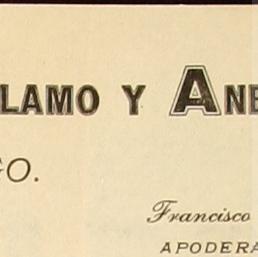 LAMO Y ANE
GO.
Francisco
APODERA